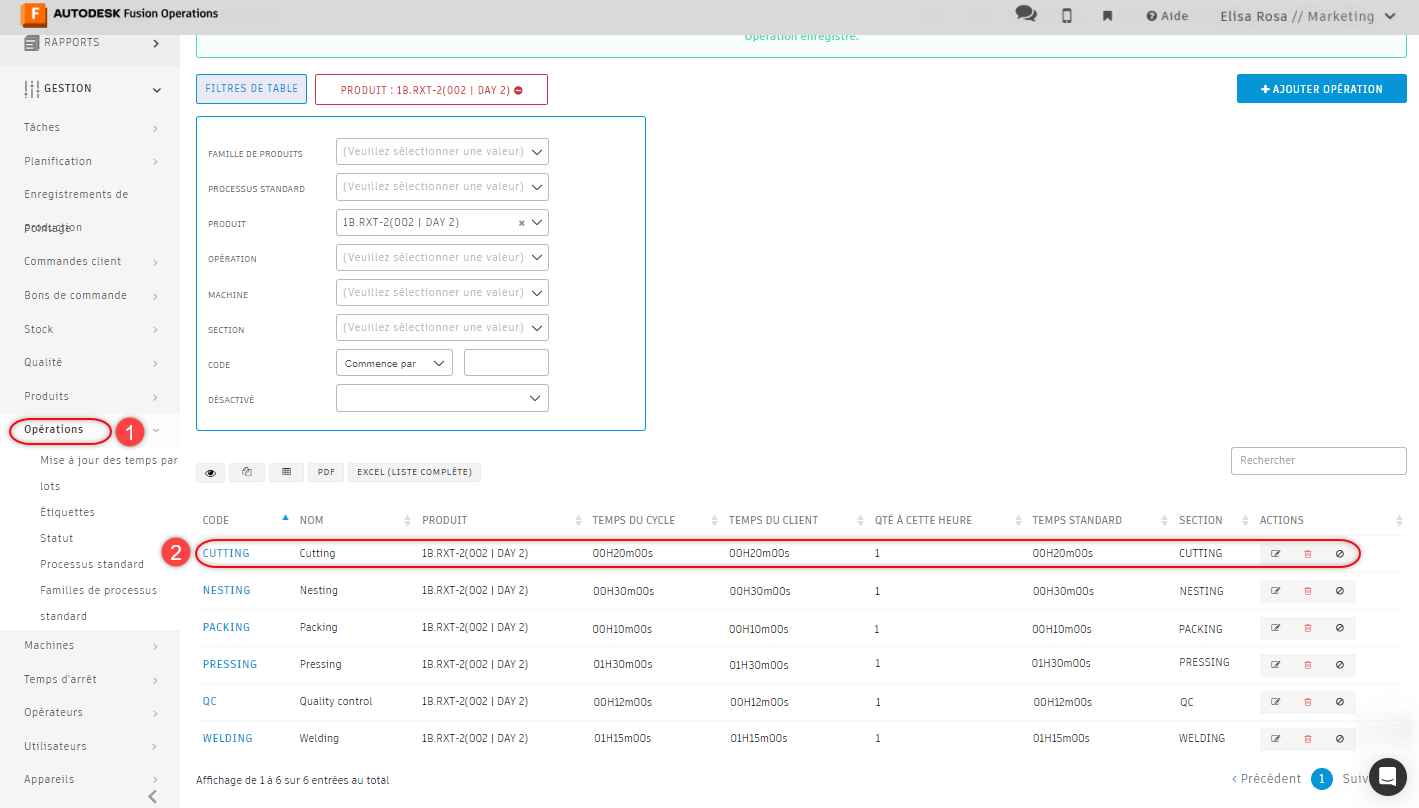 AUTODESK Fusion Operations
Aide
Elisa Rosa // Marketing
RAPPORTS
Opération enregistré.
GESTION
FILTRES DE TABLE
PRODUIT : 1B.RXT-2(002 | DAY 2)
+ AJOUTER OPÉRATION
Tâches
Planification
Enregistrements de
production
Pointage
Commandes client
Bons de commande
Stock
Qualité
Produits
Opérations
1
Mise à jour des temps par
lots
Étiquettes
Statut
Processus standard
Familles de processus
standard
Machines
Temps d'arrêt
Opérateurs
Utilisateurs
Appareils
FAMILLE DE PRODUITS (Veuillez sélectionner une valeur)
PROCESSUS STANDARD (Veuillez sélectionner une valeur)
PRODUIT 1B.RXT-2(002 | DAY 2)
OPÉRATION (Veuillez sélectionner une valeur)
MACHINE (Veuillez sélectionner une valeur)
SECTION (Veuillez sélectionner une valeur)
CODE Commence par
DÉSACTIVÉ
PDF EXCEL (LISTE COMPLÈTE)
Rechercher
CODE NOM PRODUIT TEMPS DU CYCLE TEMPS DU CLIENT QTÉ À CETTE HEURE TEMPS STANDARD SECTION ACTIONS
2
CUTTING Cutting 1B.RXT-2(002 | DAY 2) 00H20m00s 00H20m00s 1 00H20m00s CUTTING
NESTING Nesting 1B.RXT-2(002 | DAY 2) 00H30m00s 00H30m00s 1 00H30m00s NESTING
PACKING Packing 1B.RXT-2(002 | DAY 2) 00H10m00s 00H10m00s 1 00H10m00s PACKING
PRESSING Pressing 1B.RXT-2(002 | DAY 2) 01H30m00s 01H30m00s 1 01H30m00s PRESSING
QC Quality control 1B.RXT-2(002 | DAY 2) 00H12m00s 00H12m00s 1 00H12m00s QC
WELDING Welding 1B.RXT-2(002 | DAY 2) 01H15m00s 01H15m00s 1 01H15m00s WELDING
Affichage de 1 à 6 sur 6 entrées au total
‹ Précédent 1 Suiv